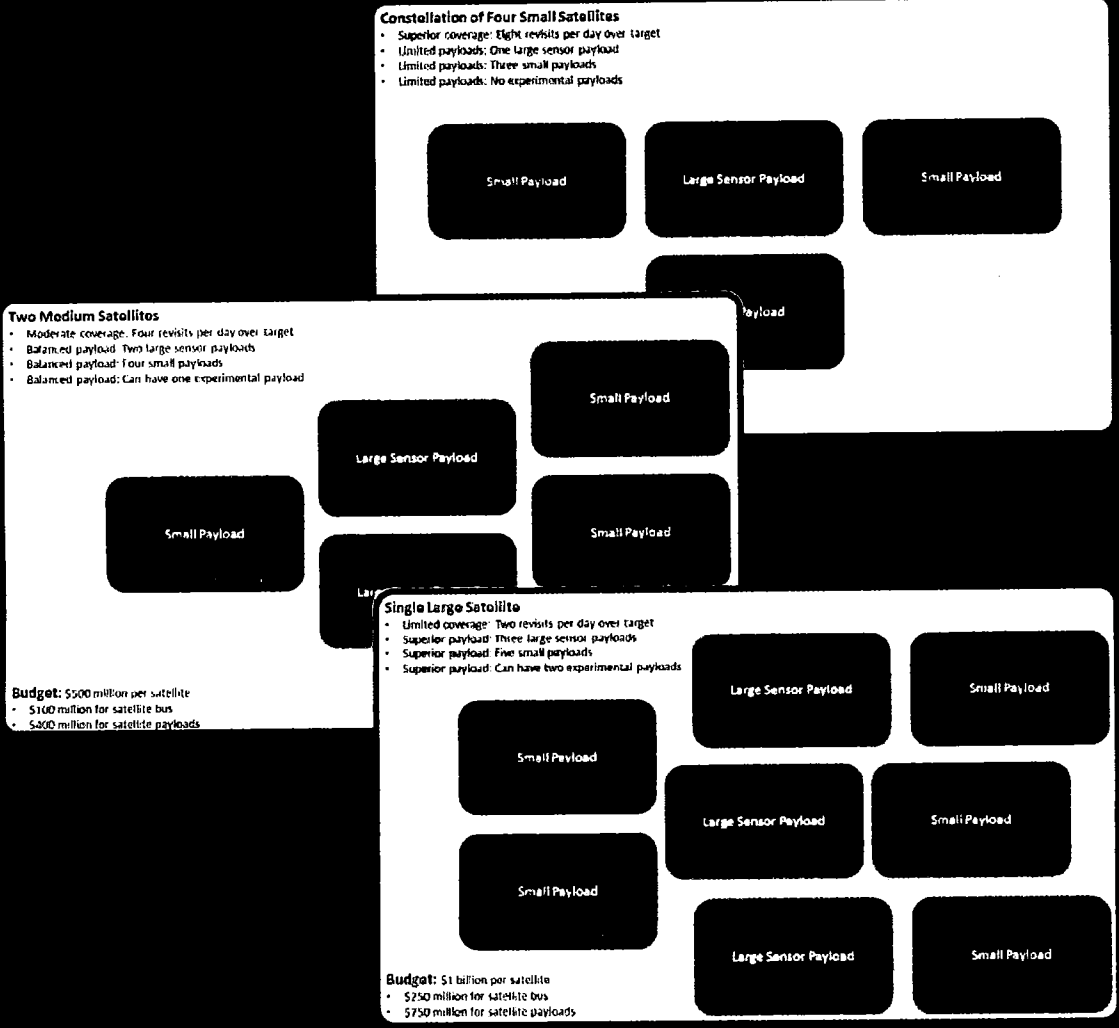 Constellation of Four Small Satellites
• Superior coverage: Eight revisits per day over target
• Limited payloads: One large sensor payload
• Limited payloads: Three small payloads
• Limited payloads: No experimental payloads
Small Payload
Large Sensor Payload
Small Payload
Payload
Two Medium Satellites
• Moderate coverage: Four revisits per day over target
• Balanced payload: Two large sensor payloads
• Balanced payload: Four small payloads
• Balanced payload: Can have one experimental payload
Small Payload
Large Sensor Payload
Small Payload
Small Payload
Budget: $500 million per satellite
• $100 million for satellite bus
• $400 million for satellite payloads
Single Large Satellite
• Limited coverage: Two revisits per day over target
• Superior payload: Three large sensor payloads
• Superior payload: Five small payloads
• Superior payload: Can have two experimental payloads
Large Sensor Payload
Small Payload
Small Payload
Large Sensor Payload
Small Payload
Small Payload
Large Sensor Payload
Small Payload
Budget: $1 billion per satellite
• $250 million for satellite bus
• $750 million for satellite payloads